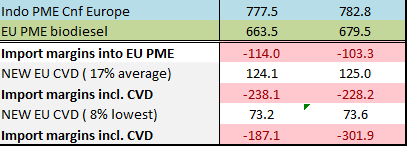 Indo PME Cnf Europe 777.5 782.8
EU PME biodiesel 663.5 679.5
Import margins into EU PME -114.0 -103.3
NEW EU CVD ( 17% average) 124.1 125.0
Import margins incl. CVD -238.1 -228.2
NEW EU CVD ( 8% lowest) 73.2 73.6
Import margins incl. CVD -187.1 -301.9